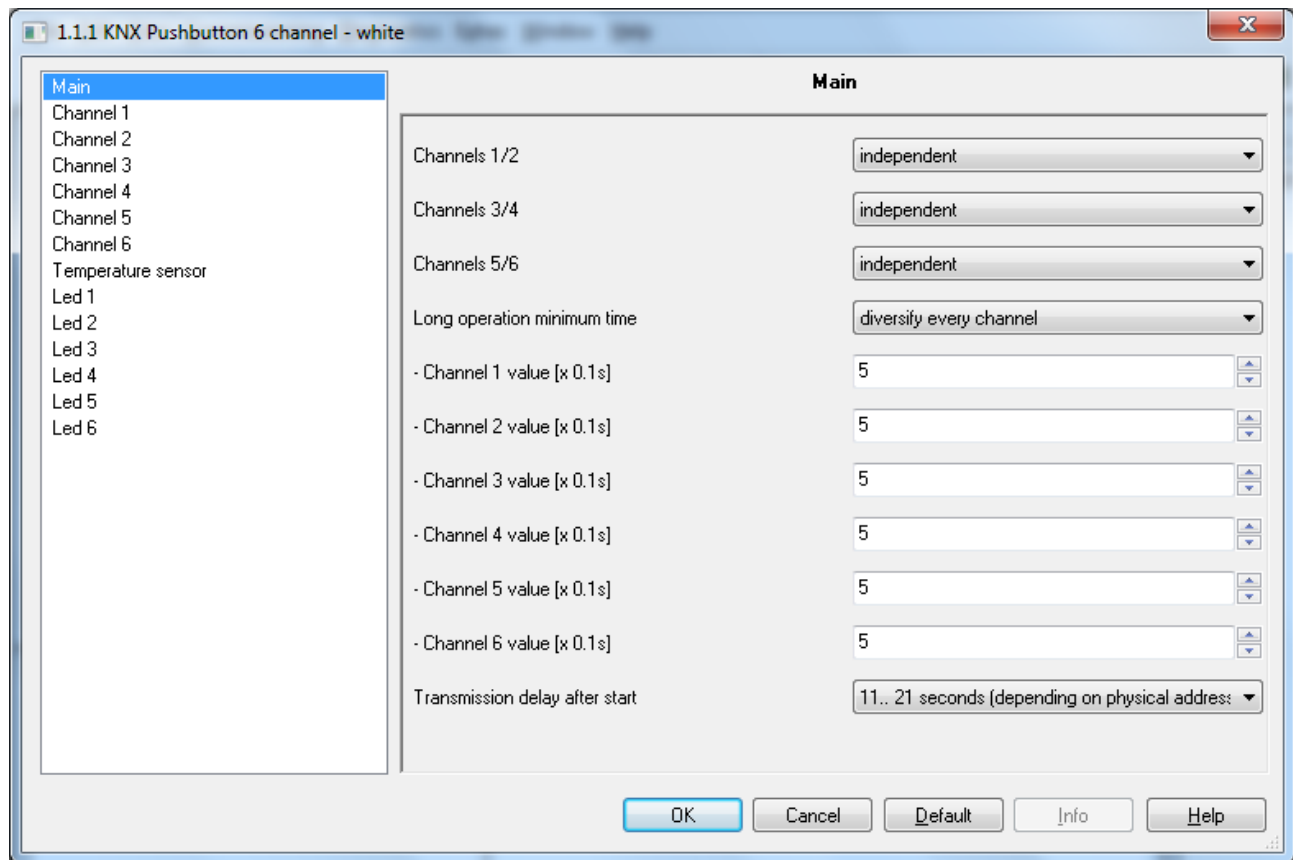 1.1.1 KNX Pushbutton 6 channel - white
Main
Channel 1
Channel 2
Channel 3
Channel 4
Channel 5
Channel 6
Temperature sensor
Led 1
Led 2
Led 3
Led 4
Led 5
Led 6
Main
Channels 1/2 independent
Channels 3/4 independent
Channels 5/6 independent
Long operation minimum time diversify every channel
- Channel 1 value [x 0.1s] 5
- Channel 2 value [x 0.1s] 5
- Channel 3 value [x 0.1s] 5
- Channel 4 value [x 0.1s] 5
- Channel 5 value [x 0.1s] 5
- Channel 6 value [x 0.1s] 5
Transmission delay after start 11.. 21 seconds (depending on physical address
OK Cancel Default Info Help